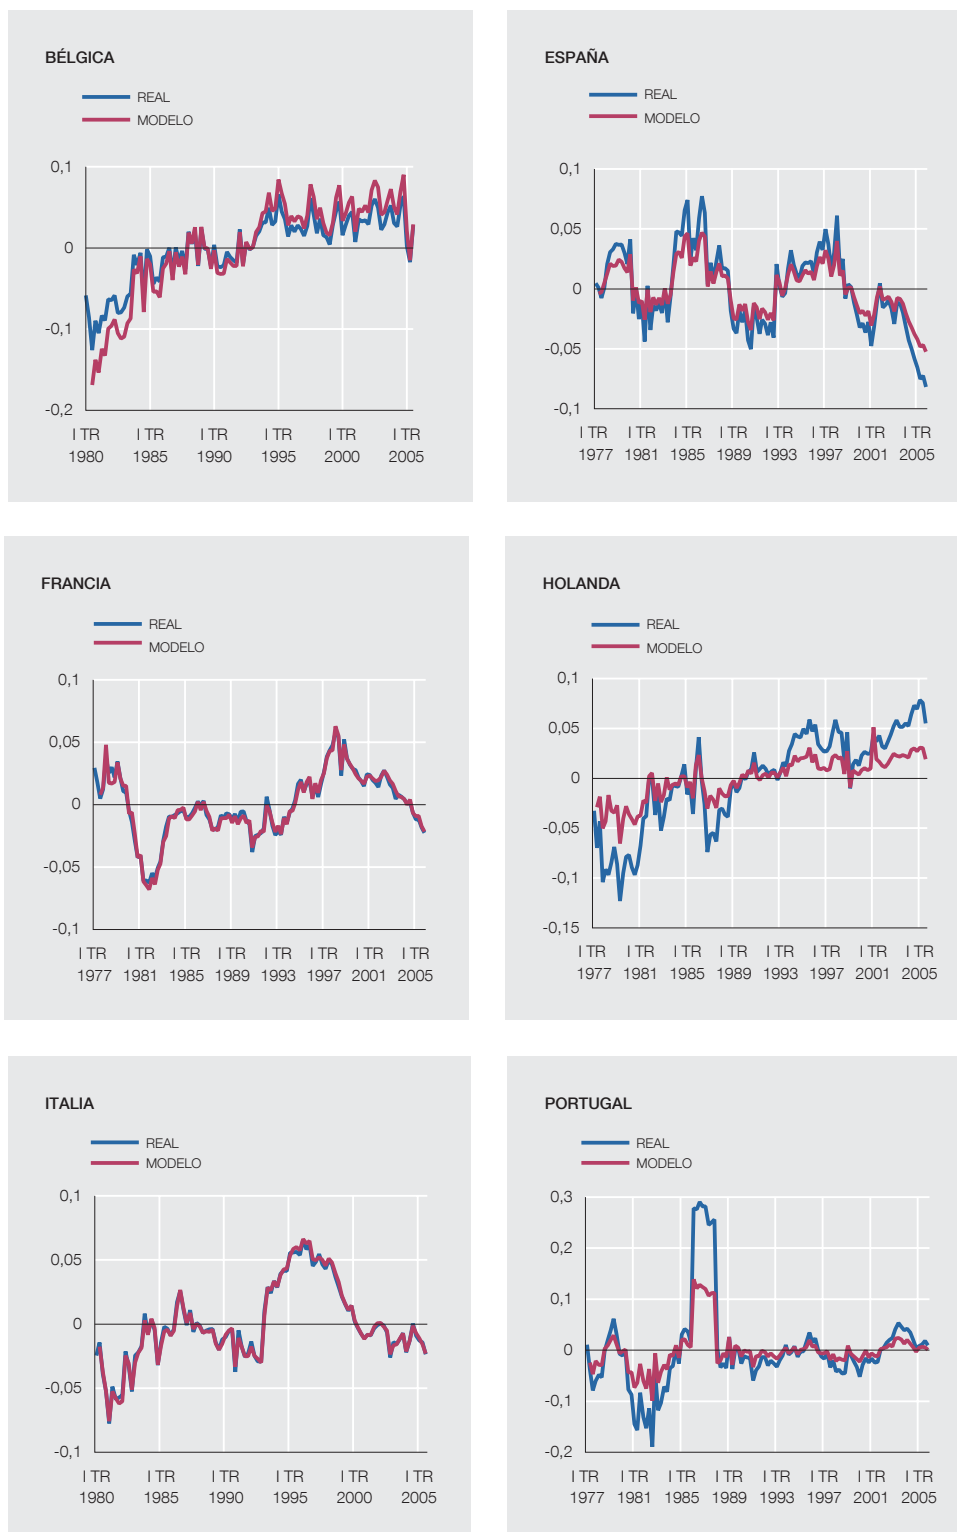 BÉLGICA
REAL
MODELO
0,1
0
-0,1
-0,2
I TR I TR I TR I TR I TR I TR
1980 1985 1990 1995 2000 2005
ESPAÑA
REAL
MODELO
0,1
0,05
0
-0,05
-0,1
I TR I TR I TR I TR I TR I TR I TR I TR
1977 1981 1985 1989 1993 1997 2001 2005
FRANCIA
REAL
MODELO
0,1
0,05
0
-0,05
-0,1
I TR I TR I TR I TR I TR I TR I TR I TR
1977 1981 1985 1989 1993 1997 2001 2005
HOLANDA
REAL
MODELO
0,1
0,05
0
-0,05
-0,1
-0,15
I TR I TR I TR I TR I TR I TR I TR I TR
1977 1981 1985 1989 1993 1997 2001 2005
ITALIA
REAL
MODELO
0,1
0,05
0
-0,05
-0,1
I TR I TR I TR I TR I TR I TR
1980 1985 1990 1995 2000 2005
PORTUGAL
REAL
MODELO
0,3
0,2
0,1
0
-0,1
-0,2
I TR I TR I TR I TR I TR I TR I TR I TR
1977 1981 1985 1989 1993 1997 2001 2005